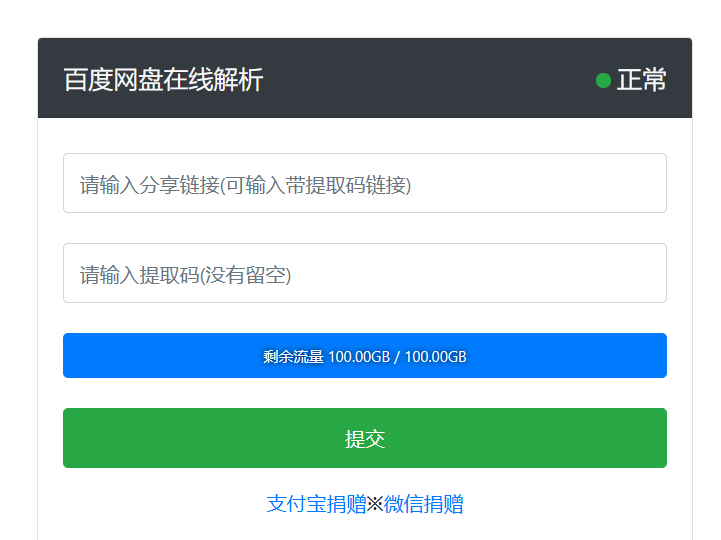 百度网盘在线解析 正常
请输入分享链接(可输入带提取码链接)
请输入提取码(没有留空)
剩余流量 100.00GB / 100.00GB
提交
支付宝捐赠※微信捐赠